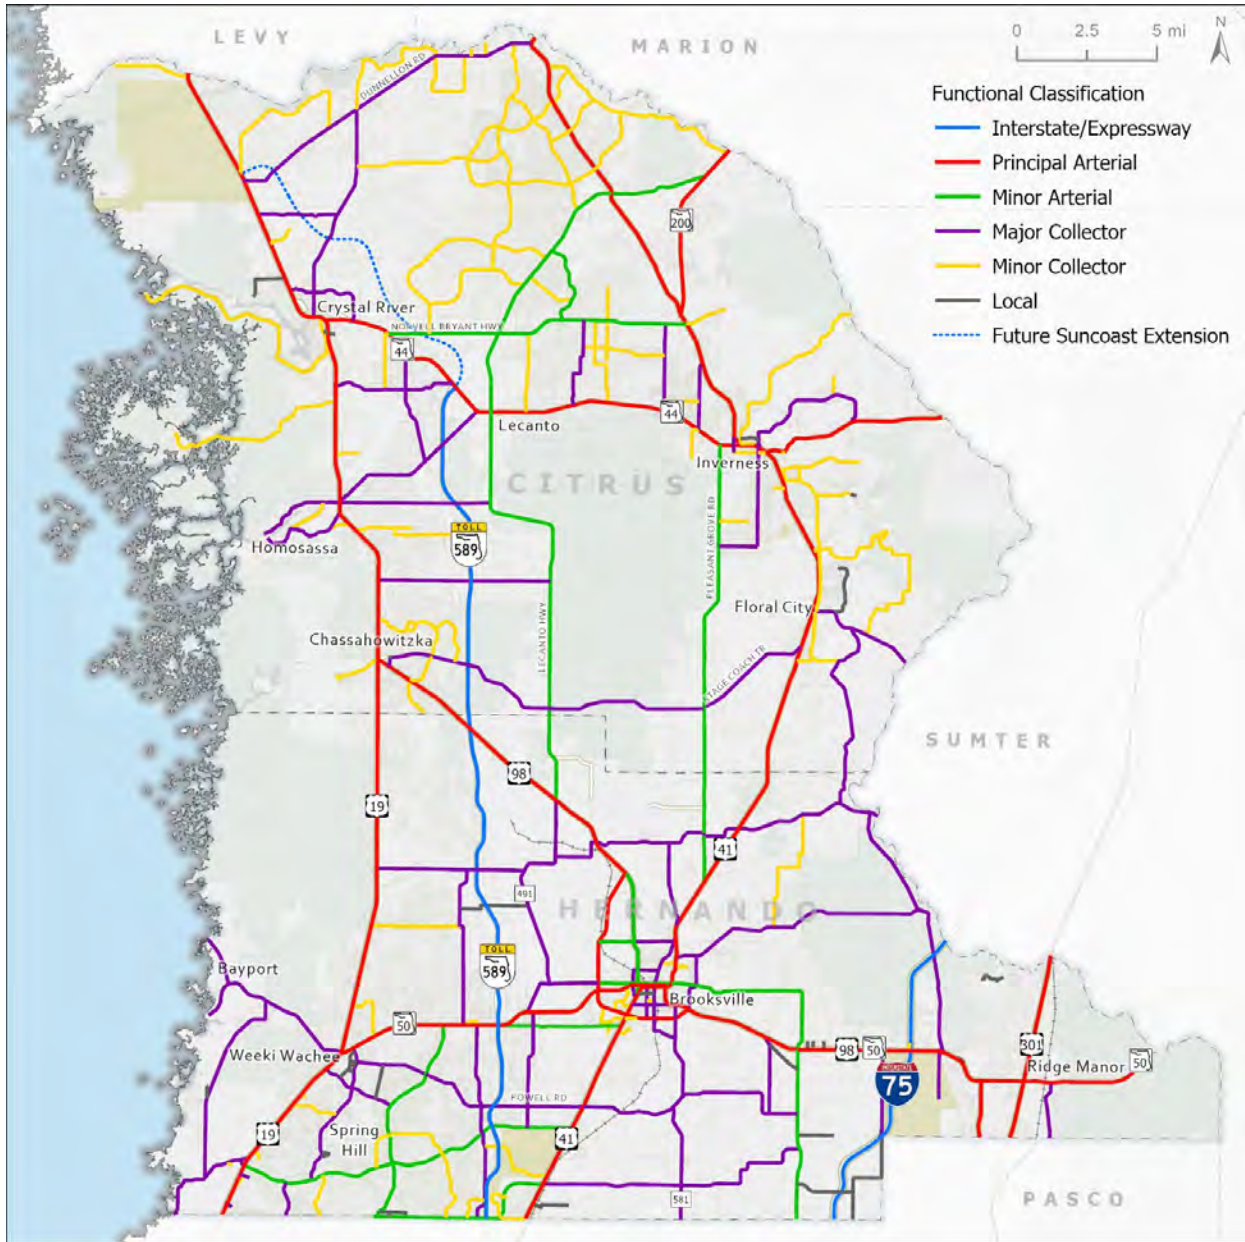 LEVY
MARION
0 2.5 5 mi
N
Functional Classification
Interstate/Expressway
Principal Arterial
Minor Arterial
Major Collector
Minor Collector
Local
Future Suncoast Extension
DUNNELLON RD
200
Crystal River
NORVELL BRYANT HWY
44
44
Lecanto
Inverness
CITRUS
PLEASANT GROVE RD
TOLL
589
Homosassa
Floral City
LECANTO HWY
Chassahowitzka
STAGE COACH TR
SUMTER
98
19
41
491
HERNANDO
TOLL
589
Bayport
Brooksville
50
Weeki Wachee
98
50
301
50
Ridge Manor
75
POWELL RD
19
Spring
Hill
41
581
PASCO